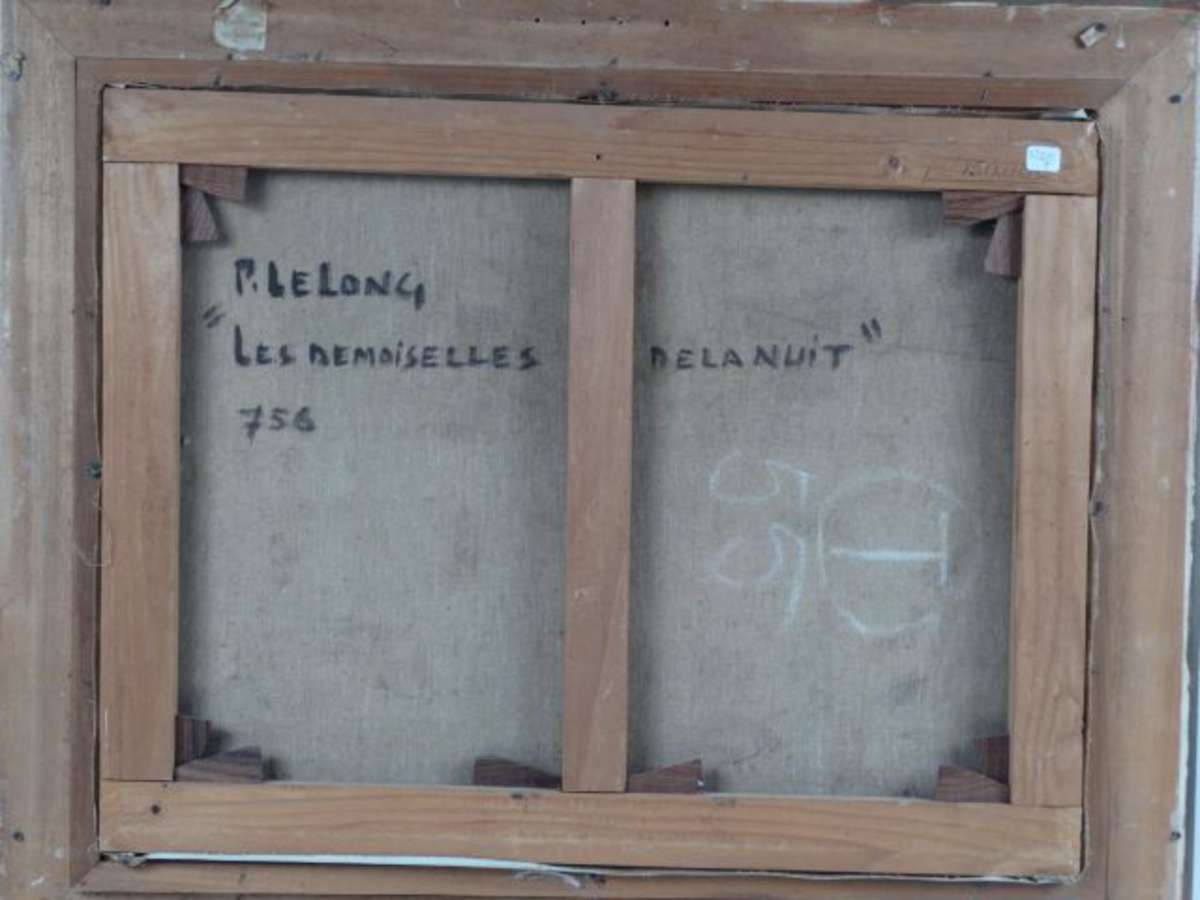 P. LELONG
"LES DEMOISELLES DE LA NUIT"
756